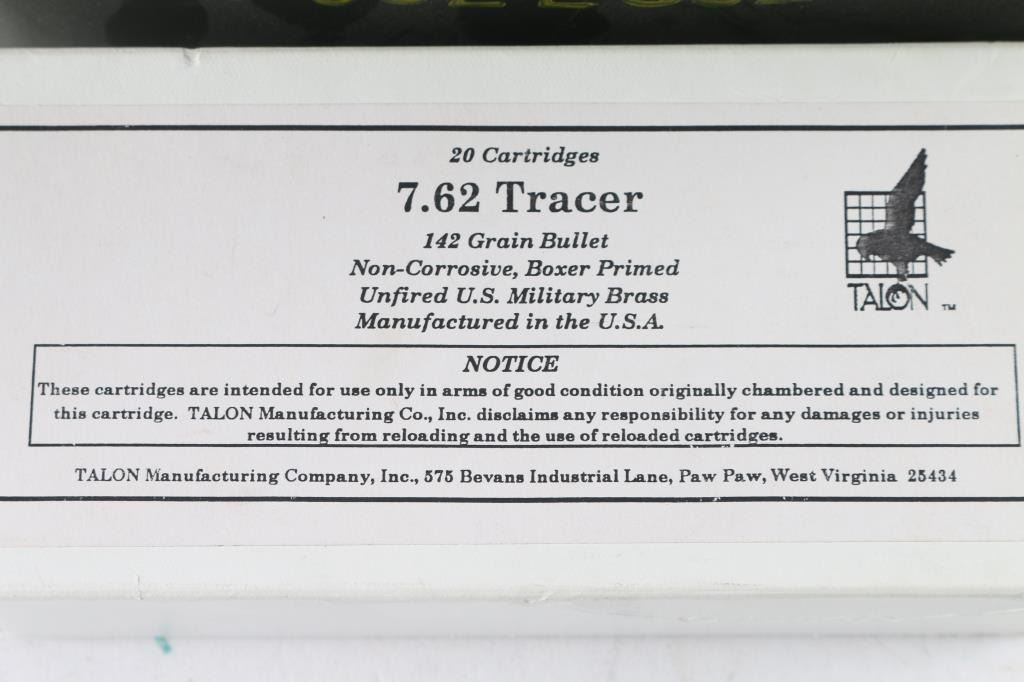 20 Cartridges
7.62 Tracer
142 Grain Bullet
Non-Corrosive, Boxer Primed
Unfired U.S. Military Brass
Manufactured in the U.S.A.
TALON ™
NOTICE
These cartridges are intended for use only in arms of good condition originally chambered and designed for
this cartridge. TALON Manufacturing Co., Inc. disclaims any responsibility for any damages or injuries
resulting from reloading and the use of reloaded cartridges.
TALON Manufacturing Company, Inc., 575 Bevans Industrial Lane, Paw Paw, West Virginia 25434